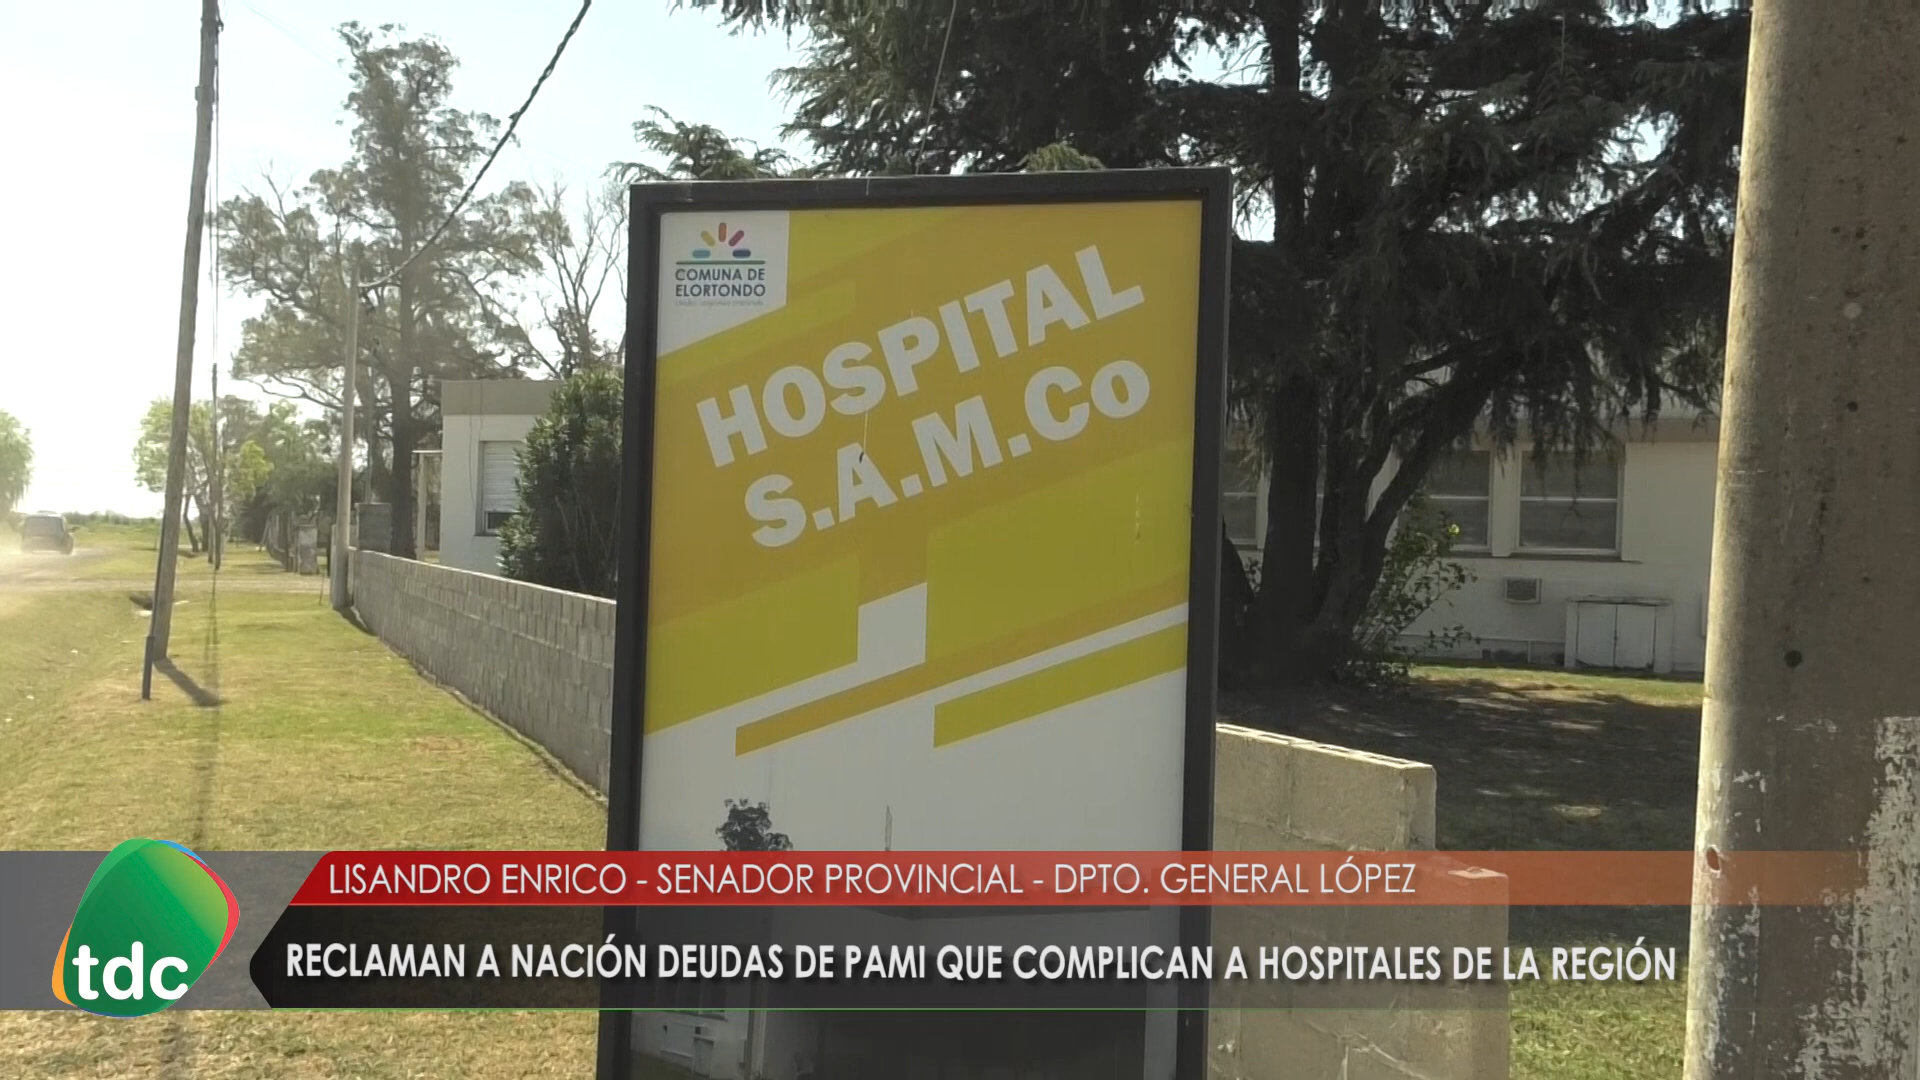 COMUNA DE
ELORTONDO
HOSPITAL
S.A.M.Co
LISANDRO ENRICO - SENADOR PROVINCIAL - DPTO. GENERAL LÓPEZ
tdc
RECLAMAN A NACIÓN DEUDAS DE PAMI QUE COMPLICAN A HOSPITALES DE LA REGIÓN